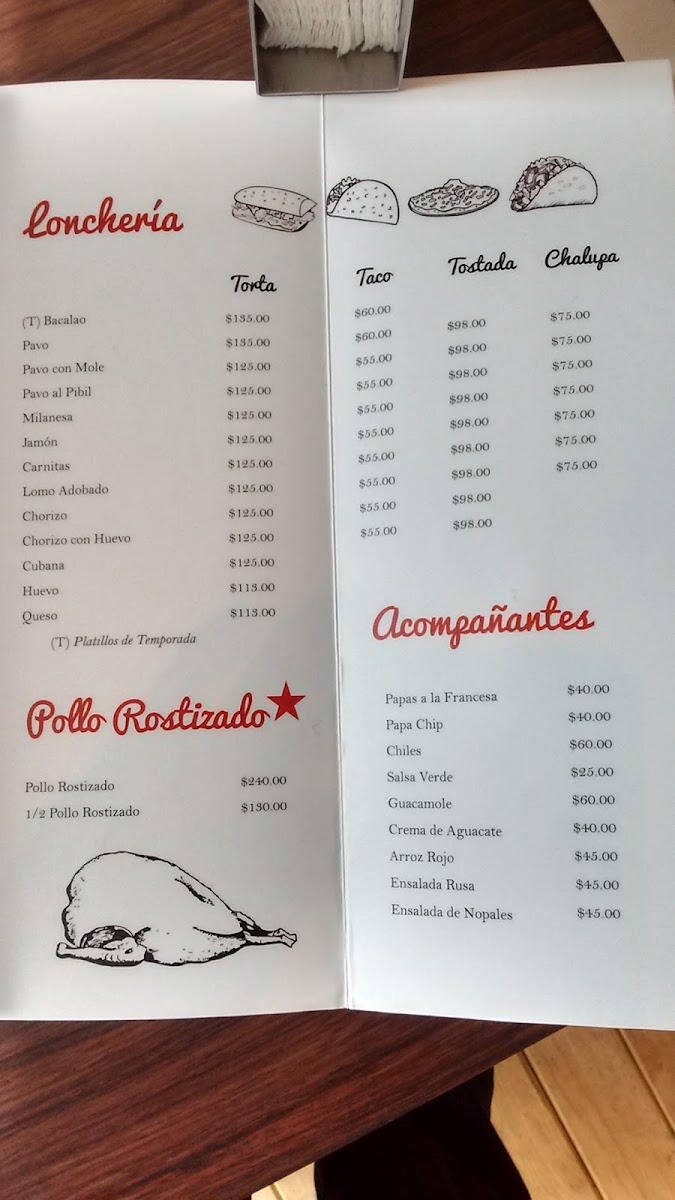 Lonchería
Torta
(T) Bacalao $135.00
Pavo $135.00
Pavo con Mole $125.00
Pavo al Pibil $125.00
Milanesa $125.00
Jamón $125.00
Carnitas $125.00
Lomo Adobado $125.00
Chorizo $125.00
Chorizo con Huevo $125.00
Cubana $125.00
Huevo $113.00
Queso $113.00
(T) Platillos de Temporada
Pollo Rostizado
Pollo Rostizado $240.00
1/2 Pollo Rostizado $130.00
Taco Tostada Chalupa
$60.00
$60.00 $98.00 $75.00
$55.00 $98.00 $75.00
$55.00 $98.00 $75.00
$55.00 $98.00 $75.00
$55.00 $98.00 $75.00
$55.00 $98.00 $75.00
$55.00 $98.00 $75.00
$55.00 $98.00
$55.00 $98.00
Acompañantes
Papas a la Francesa $40.00
Papa Chip $40.00
Chiles $60.00
Salsa Verde $25.00
Guacamole $60.00
Crema de Aguacate $40.00
Arroz Rojo $45.00
Ensalada Rusa $45.00
Ensalada de Nopales $45.00